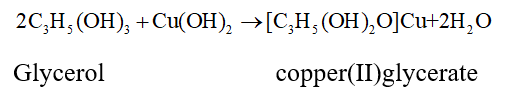 2C₃H₅(OH)₃ + Cu(OH)₂ → [C₃H₅(OH)₂O]Cu+2H₂O
Glycerol copper(II)glycerate